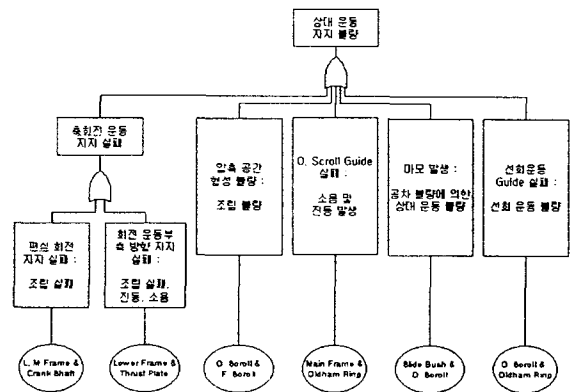 상대 운동
지지 불량
축회전 운동
지지 실패
압축 공간
형성 불량 :
조립 불량
O. Scroll Guide
실패 :
소음 및
진동 발생
마모 발생 :
공차 불량에 의한
상대 운동 불량
선회운동
Guide 실패 :
선회 운동 불량
편심 회전
지지 실패 :
조립 실패
회전 운동부
축 방향 지지
실패 :
조립 실패,
진동, 소음
L. M Frame &
Crank Shaft
Lower Frame &
Thrust Plate
O. Scroll &
F. Scroll
Main Frame &
Oldham Ring
Slide Bush &
O. Scroll
O. Scroll &
Oldham Ring